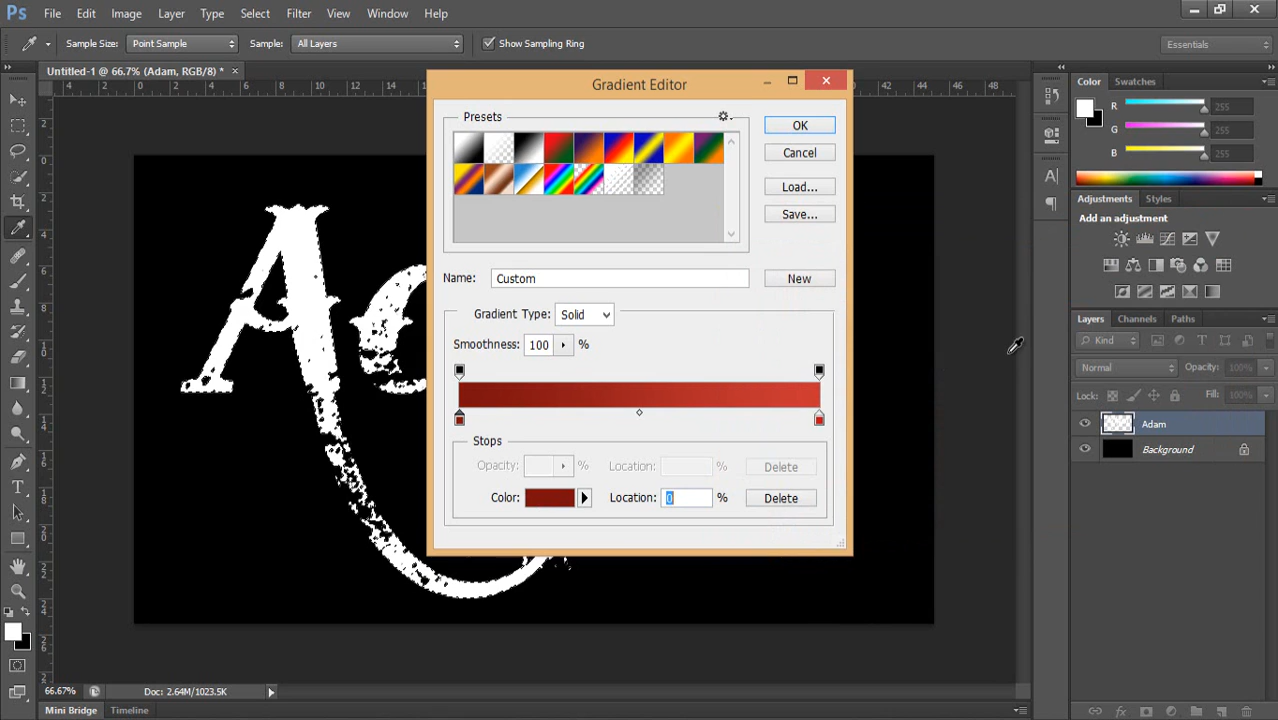 Ps File Edit Image Layer Type Select Filter View Window Help
Sample Size: Point Sample Sample: All Layers Show Sampling Ring Essentials
Untitled-1 @ 66.7% (Adam, RGB/8) * ×
Gradient Editor
Presets
OK
Cancel
Load...
Save...
Name: Custom New
Gradient Type: Solid
Smoothness: 100 %
Stops
Opacity: % Location: % Delete
Color: Location: 0 % Delete
Color Swatches
R 255
G 255
B 255
Adjustments Styles
Add an adjustment
Layers Channels Paths
Kind
Normal Opacity: 100%
Lock: Fill: 100%
Adam
Background
66.67% Doc: 2.64M/1023.5K
Mini Bridge Timeline